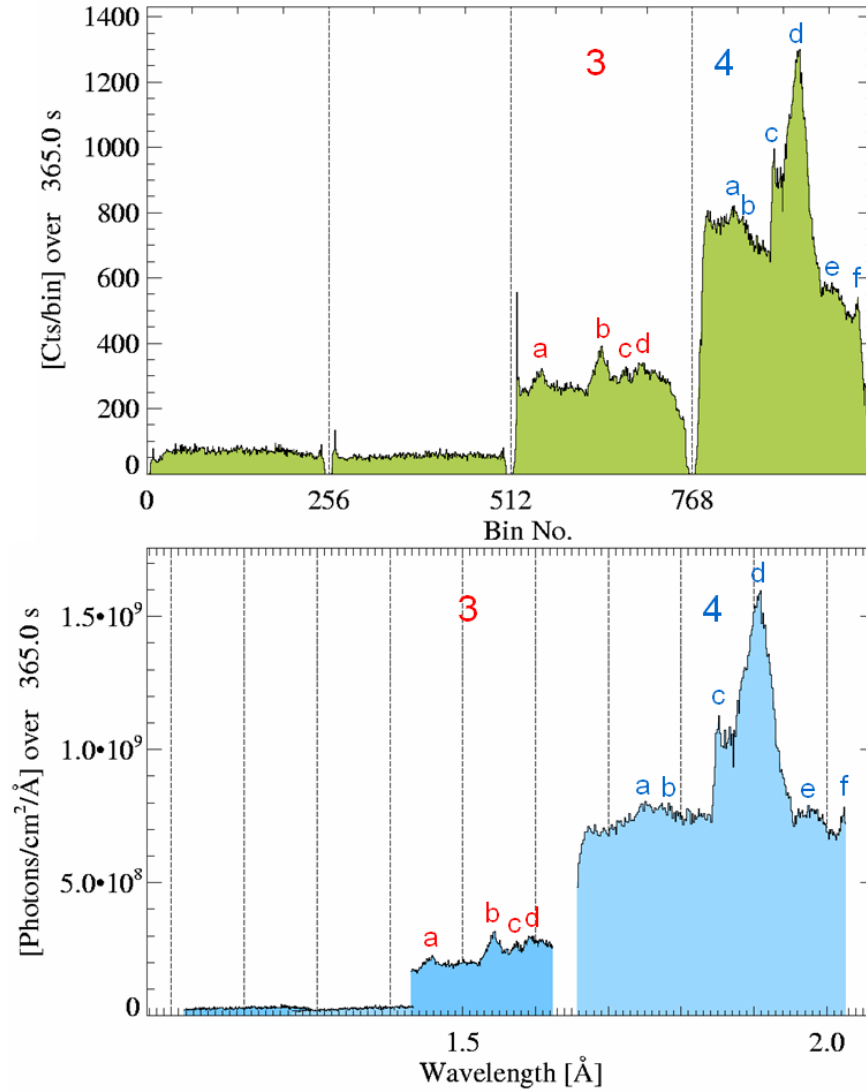 1400
1200
1000
800
600
400
200
0
[Cts/bin] over 365.0 s
3
4
a
b
c
d
a
b
c
d
e
f
0
256
512
768
Bin No.
1.5•10⁹
1.0•10⁹
5.0•10⁸
0
[Photons/cm²/Å] over 365.0 s
3
4
a
b
c
d
a
b
c
d
e
f
1.5
2.0
Wavelength [Å]